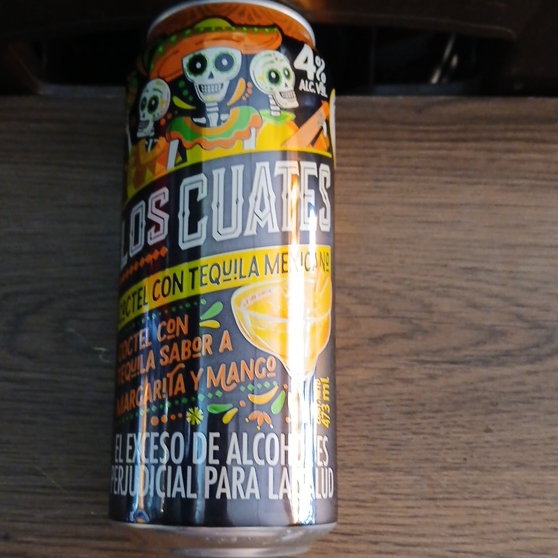 4%
ALC. VOL.
LOS CUATES
COCTEL CON TEQUILA MEXICANO
COCTEL CON
TEQUILA SABOR A
MARGARITA Y MANGO
473 ml
EL EXCESO DE ALCOHOL ES
PERJUDICIAL PARA LA SALUD